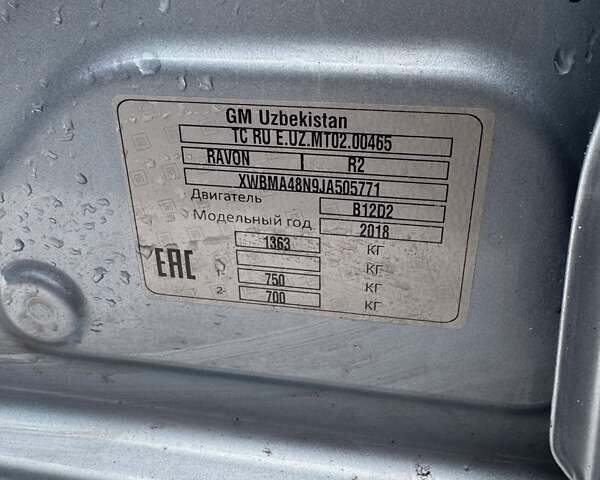 GM Uzbekistan
TC RU E.UZ.MT02.00465
RAVON R2
XWBMA48N9JA505771
Двигатель B12D2
Модельный год 2018
1363 КГ
КГ
1- 750 КГ
2- 700 КГ
EAC